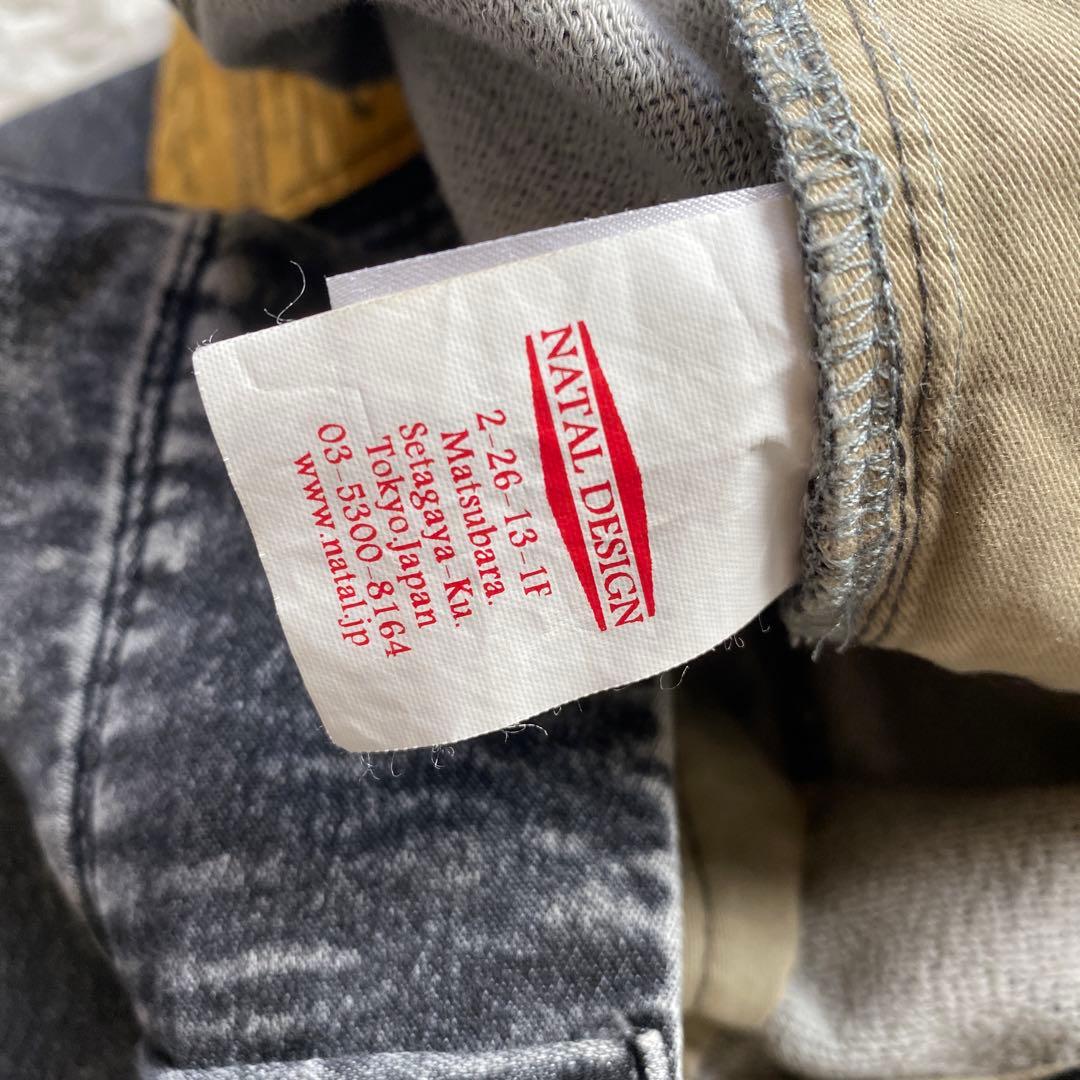 NATAL DESIGN
2-26-13-1F
Matsubara.
Setagaya-Ku.
Tokyo.Japan
03-5300-8164
www.natal.jp